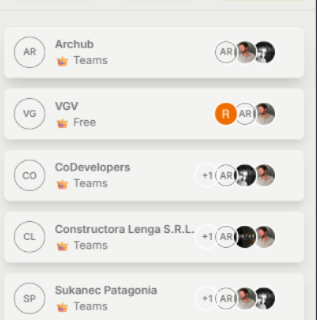 AR
Archub
Teams
AR
VG
VGV
Free
R
AR
CO
CoDevelopers
Teams
+1
AR
CL
Constructora Lenga S.R.L.
Teams
+1
AR
SP
Sukanec Patagonia
Teams
+1
AR